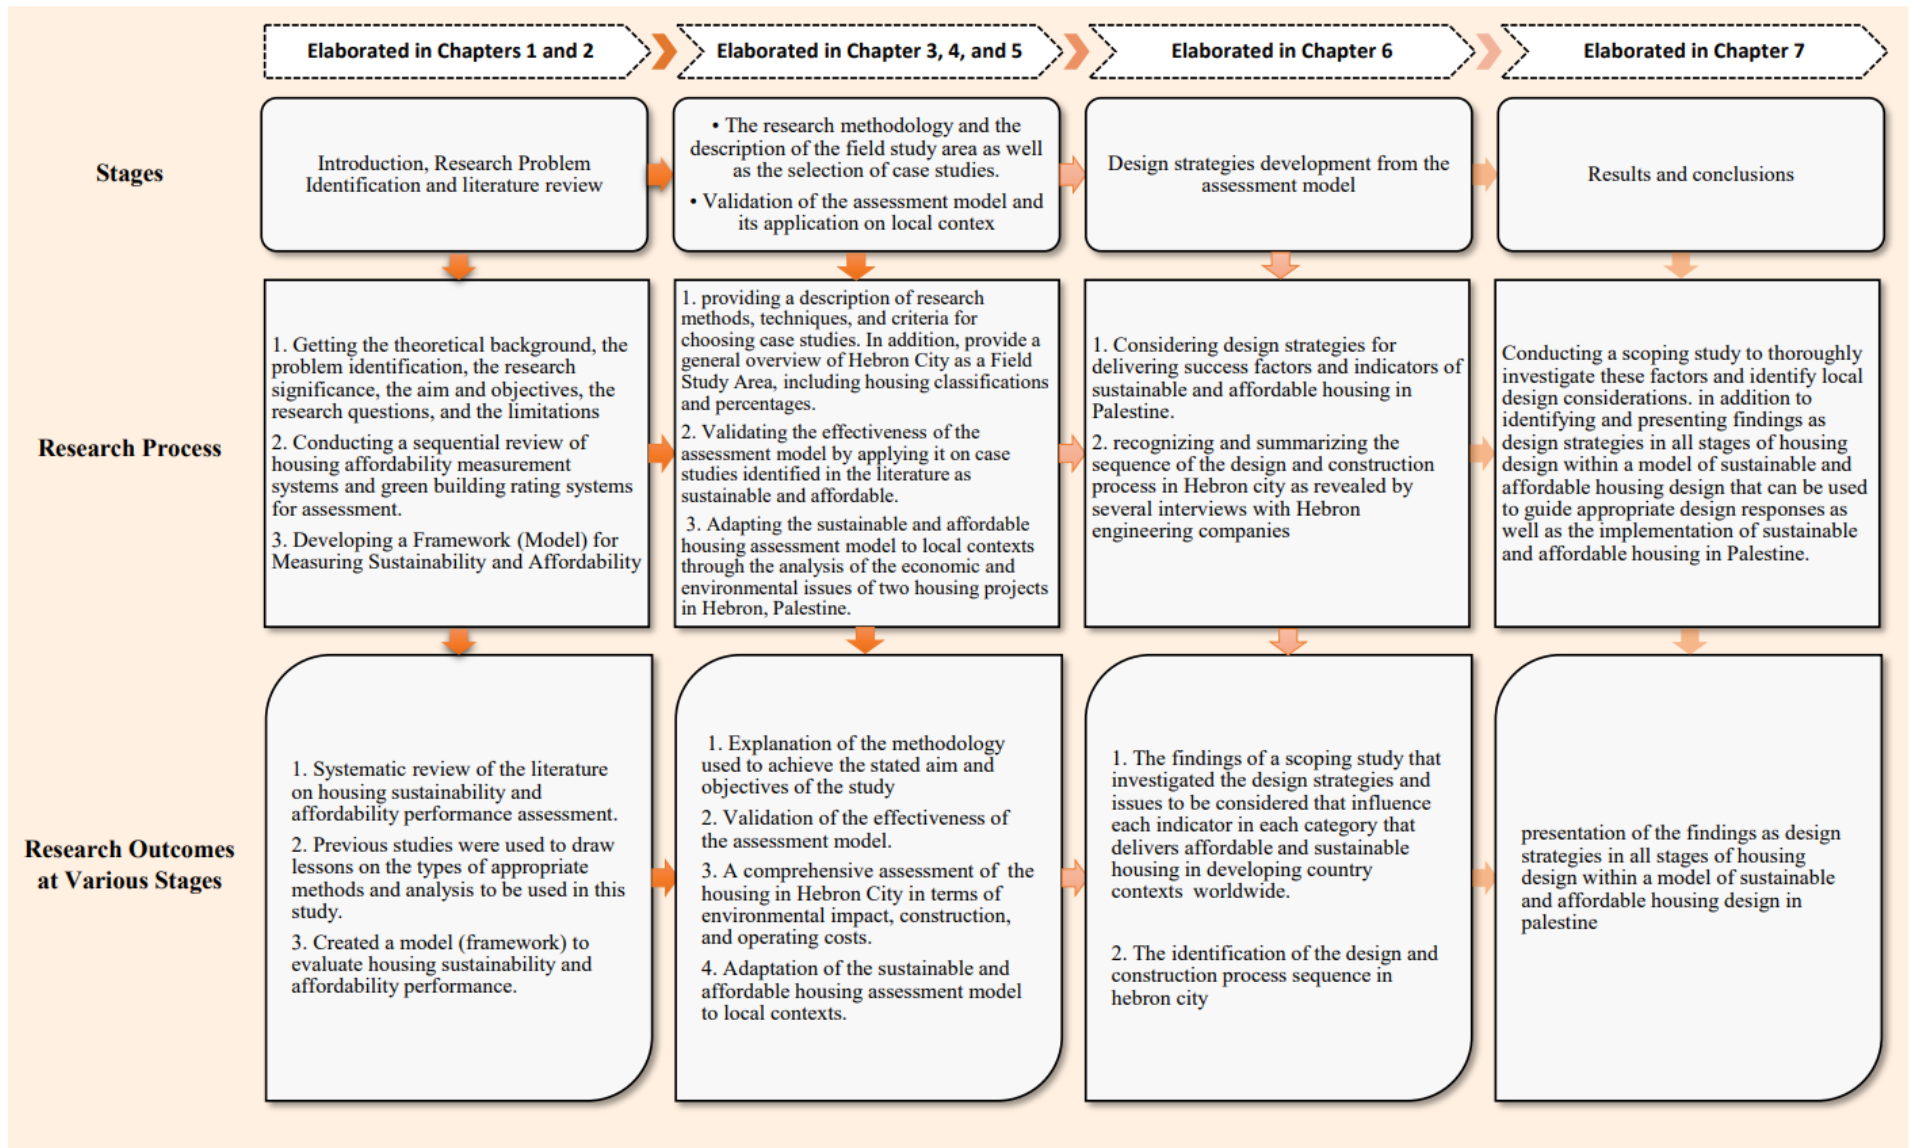 Elaborated in Chapters 1 and 2
Elaborated in Chapter 3, 4, and 5
Elaborated in Chapter 6
Elaborated in Chapter 7
Stages
Introduction, Research Problem
Identification and literature review
• The research methodology and the
description of the field study area as well
as the selection of case studies.
• Validation of the assessment model and
its application on local contex
Design strategies development from the
assessment model
Results and conclusions
Research Process
1. Getting the theoretical background, the
problem identification, the research
significance, the aim and objectives, the
research questions, and the limitations
2. Conducting a sequential review of
housing affordability measurement
systems and green building rating systems
for assessment.
3. Developing a Framework (Model) for
Measuring Sustainability and Affordability
1. providing a description of research
methods, techniques, and criteria for
choosing case studies. In addition, provide a
general overview of Hebron City as a Field
Study Area, including housing classifications
and percentages.
2. Validating the effectiveness of the
assessment model by applying it on case
studies identified in the literature as
sustainable and affordable.
3. Adapting the sustainable and affordable
housing assessment model to local contexts
through the analysis of the economic and
environmental issues of two housing projects
in Hebron, Palestine.
1. Considering design strategies for
delivering success factors and indicators of
sustainable and affordable housing in
Palestine.
2. recognizing and summarizing the
sequence of the design and construction
process in Hebron city as revealed by
several interviews with Hebron
engineering companies
Conducting a scoping study to thoroughly
investigate these factors and identify local
design considerations. in addition to
identifying and presenting findings as
design strategies in all stages of housing
design within a model of sustainable and
affordable housing design that can be used
to guide appropriate design responses as
well as the implementation of sustainable
and affordable housing in Palestine.
Research Outcomes
at Various Stages
1. Systematic review of the literature
on housing sustainability and
affordability performance assessment.
2. Previous studies were used to draw
lessons on the types of appropriate
methods and analysis to be used in this
study.
3. Created a model (framework) to
evaluate housing sustainability and
affordability performance.
1. Explanation of the methodology
used to achieve the stated aim and
objectives of the study
2. Validation of the effectiveness of
the assessment model.
3. A comprehensive assessment of the
housing in Hebron City in terms of
environmental impact, construction,
and operating costs.
4. Adaptation of the sustainable and
affordable housing assessment model
to local contexts.
1. The findings of a scoping study that
investigated the design strategies and
issues to be considered that influence
each indicator in each category that
delivers affordable and sustainable
housing in developing country
contexts worldwide.
2. The identification of the design and
construction process sequence in
hebron city
presentation of the findings as design
strategies in all stages of housing
design within a model of sustainable
and affordable housing design in
palestine